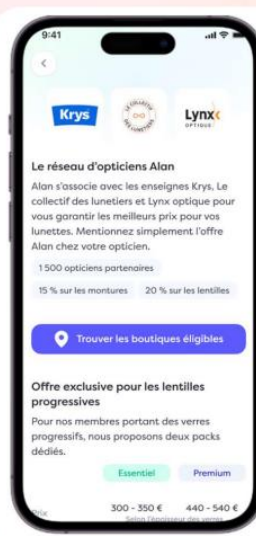 9:41
Krys
LE COLLECTIF
DES LUNETIERS
Lynx
OPTIQUE
Le réseau d'opticiens Alan
Alan s'associe avec les enseignes Krys, Le
collectif des lunetiers et Lynx optique pour
vous garantir les meilleurs prix pour vos
lunettes. Mentionnez simplement l'offre
Alan chez votre opticien.
1 500 opticiens partenaires
15 % sur les montures 20 % sur les lentilles
Trouver les boutiques éligibles
Offre exclusive pour les lentilles
progressives
Pour nos membres portant des verres
progressifs, nous proposons deux packs
dédiés.
Essentiel Premium
Prix 300 - 350 € 440 - 540 €
Selon l'épaisseur des verres